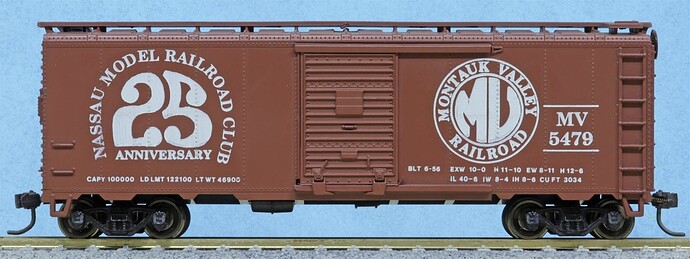 NASSAU MODEL RAILROAD CLUB
25
ANNIVERSARY
CAPY 100000 LD LMT 122100 LT WT 46900
MONTAUK VALLEY
MV
RAILROAD
MV
5479
BLT 6-56 EXW 10-0 H 11-10 EW 8-11 H 12-6
IL 40-6 IW 8-4 IH 8-6 CU FT 3034